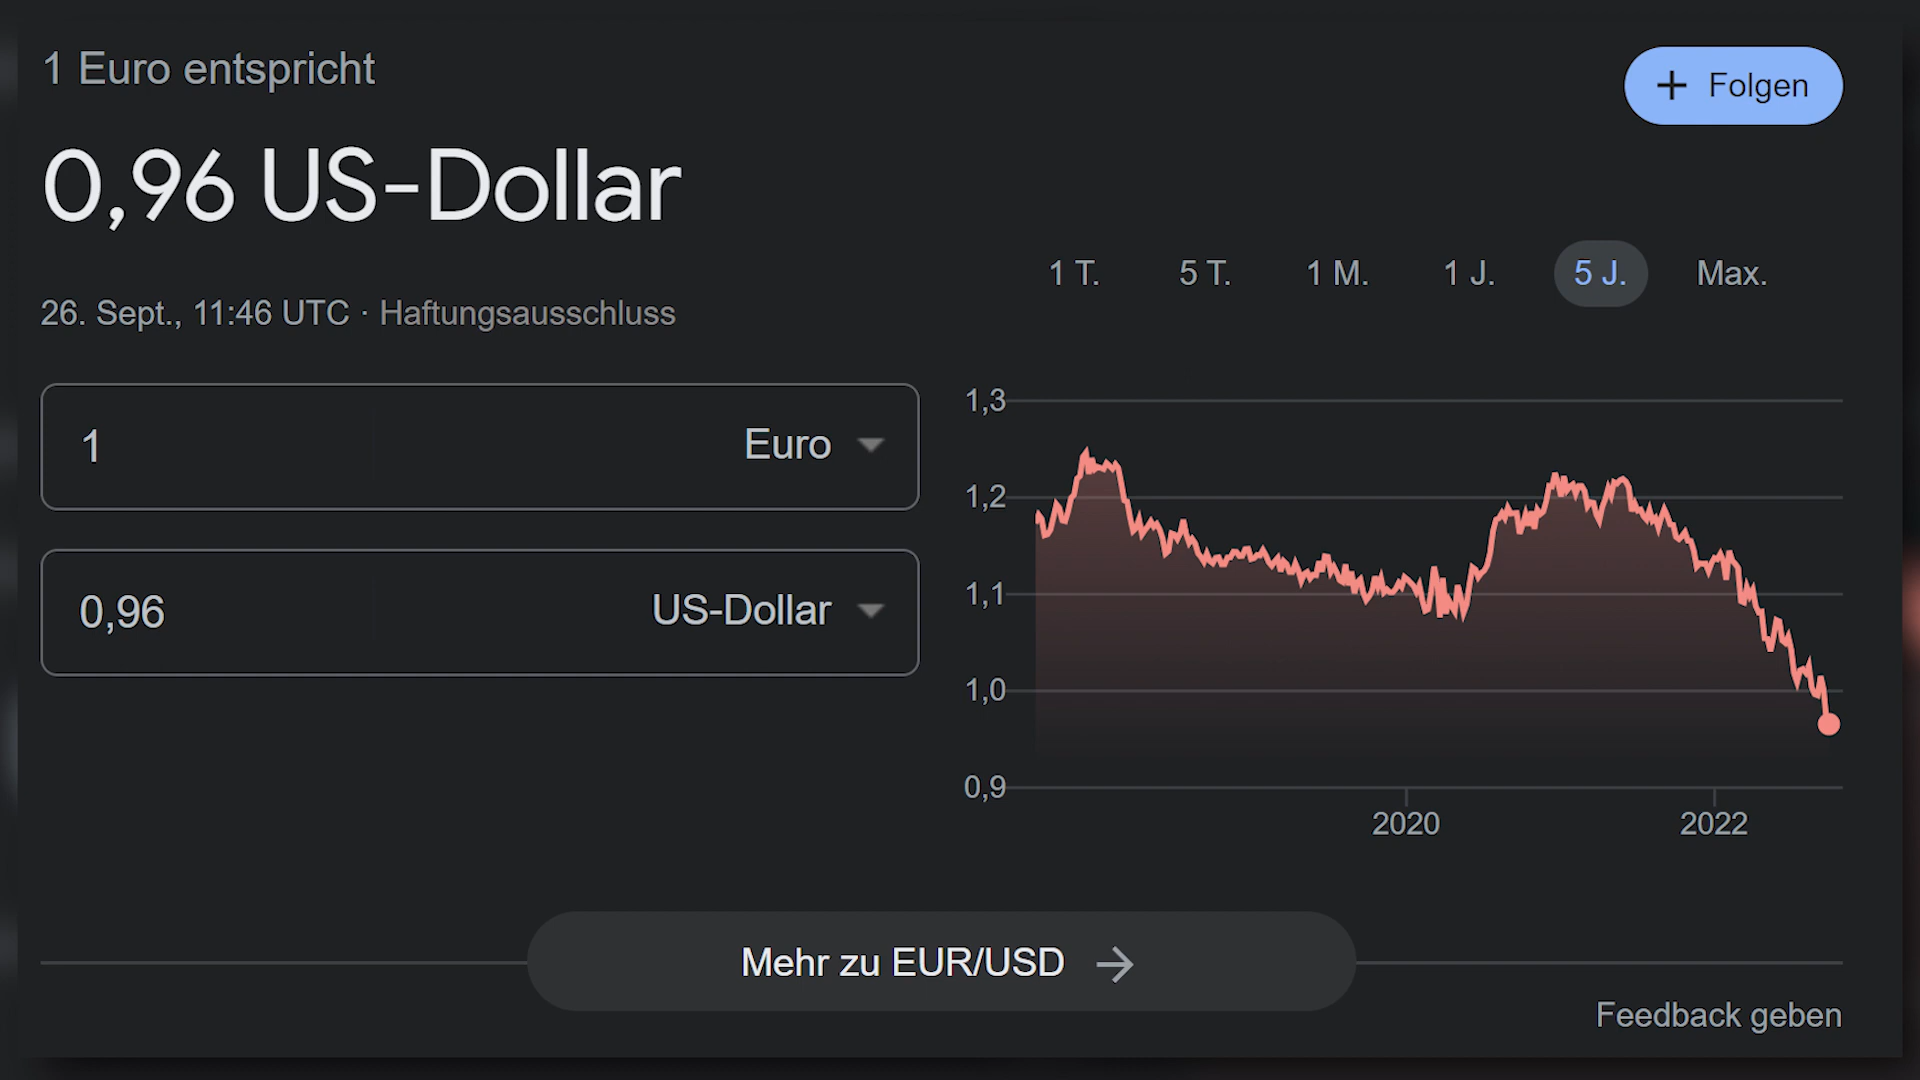 1 Euro entspricht
+ Folgen
0,96 US-Dollar
26. Sept., 11:46 UTC · Haftungsausschluss
1 T. 5 T. 1 M. 1 J. 5 J. Max.
1 Euro
0,96 US-Dollar
1,3
1,2
1,1
1,0
0,9
2020 2022
Mehr zu EUR/USD →
Feedback geben